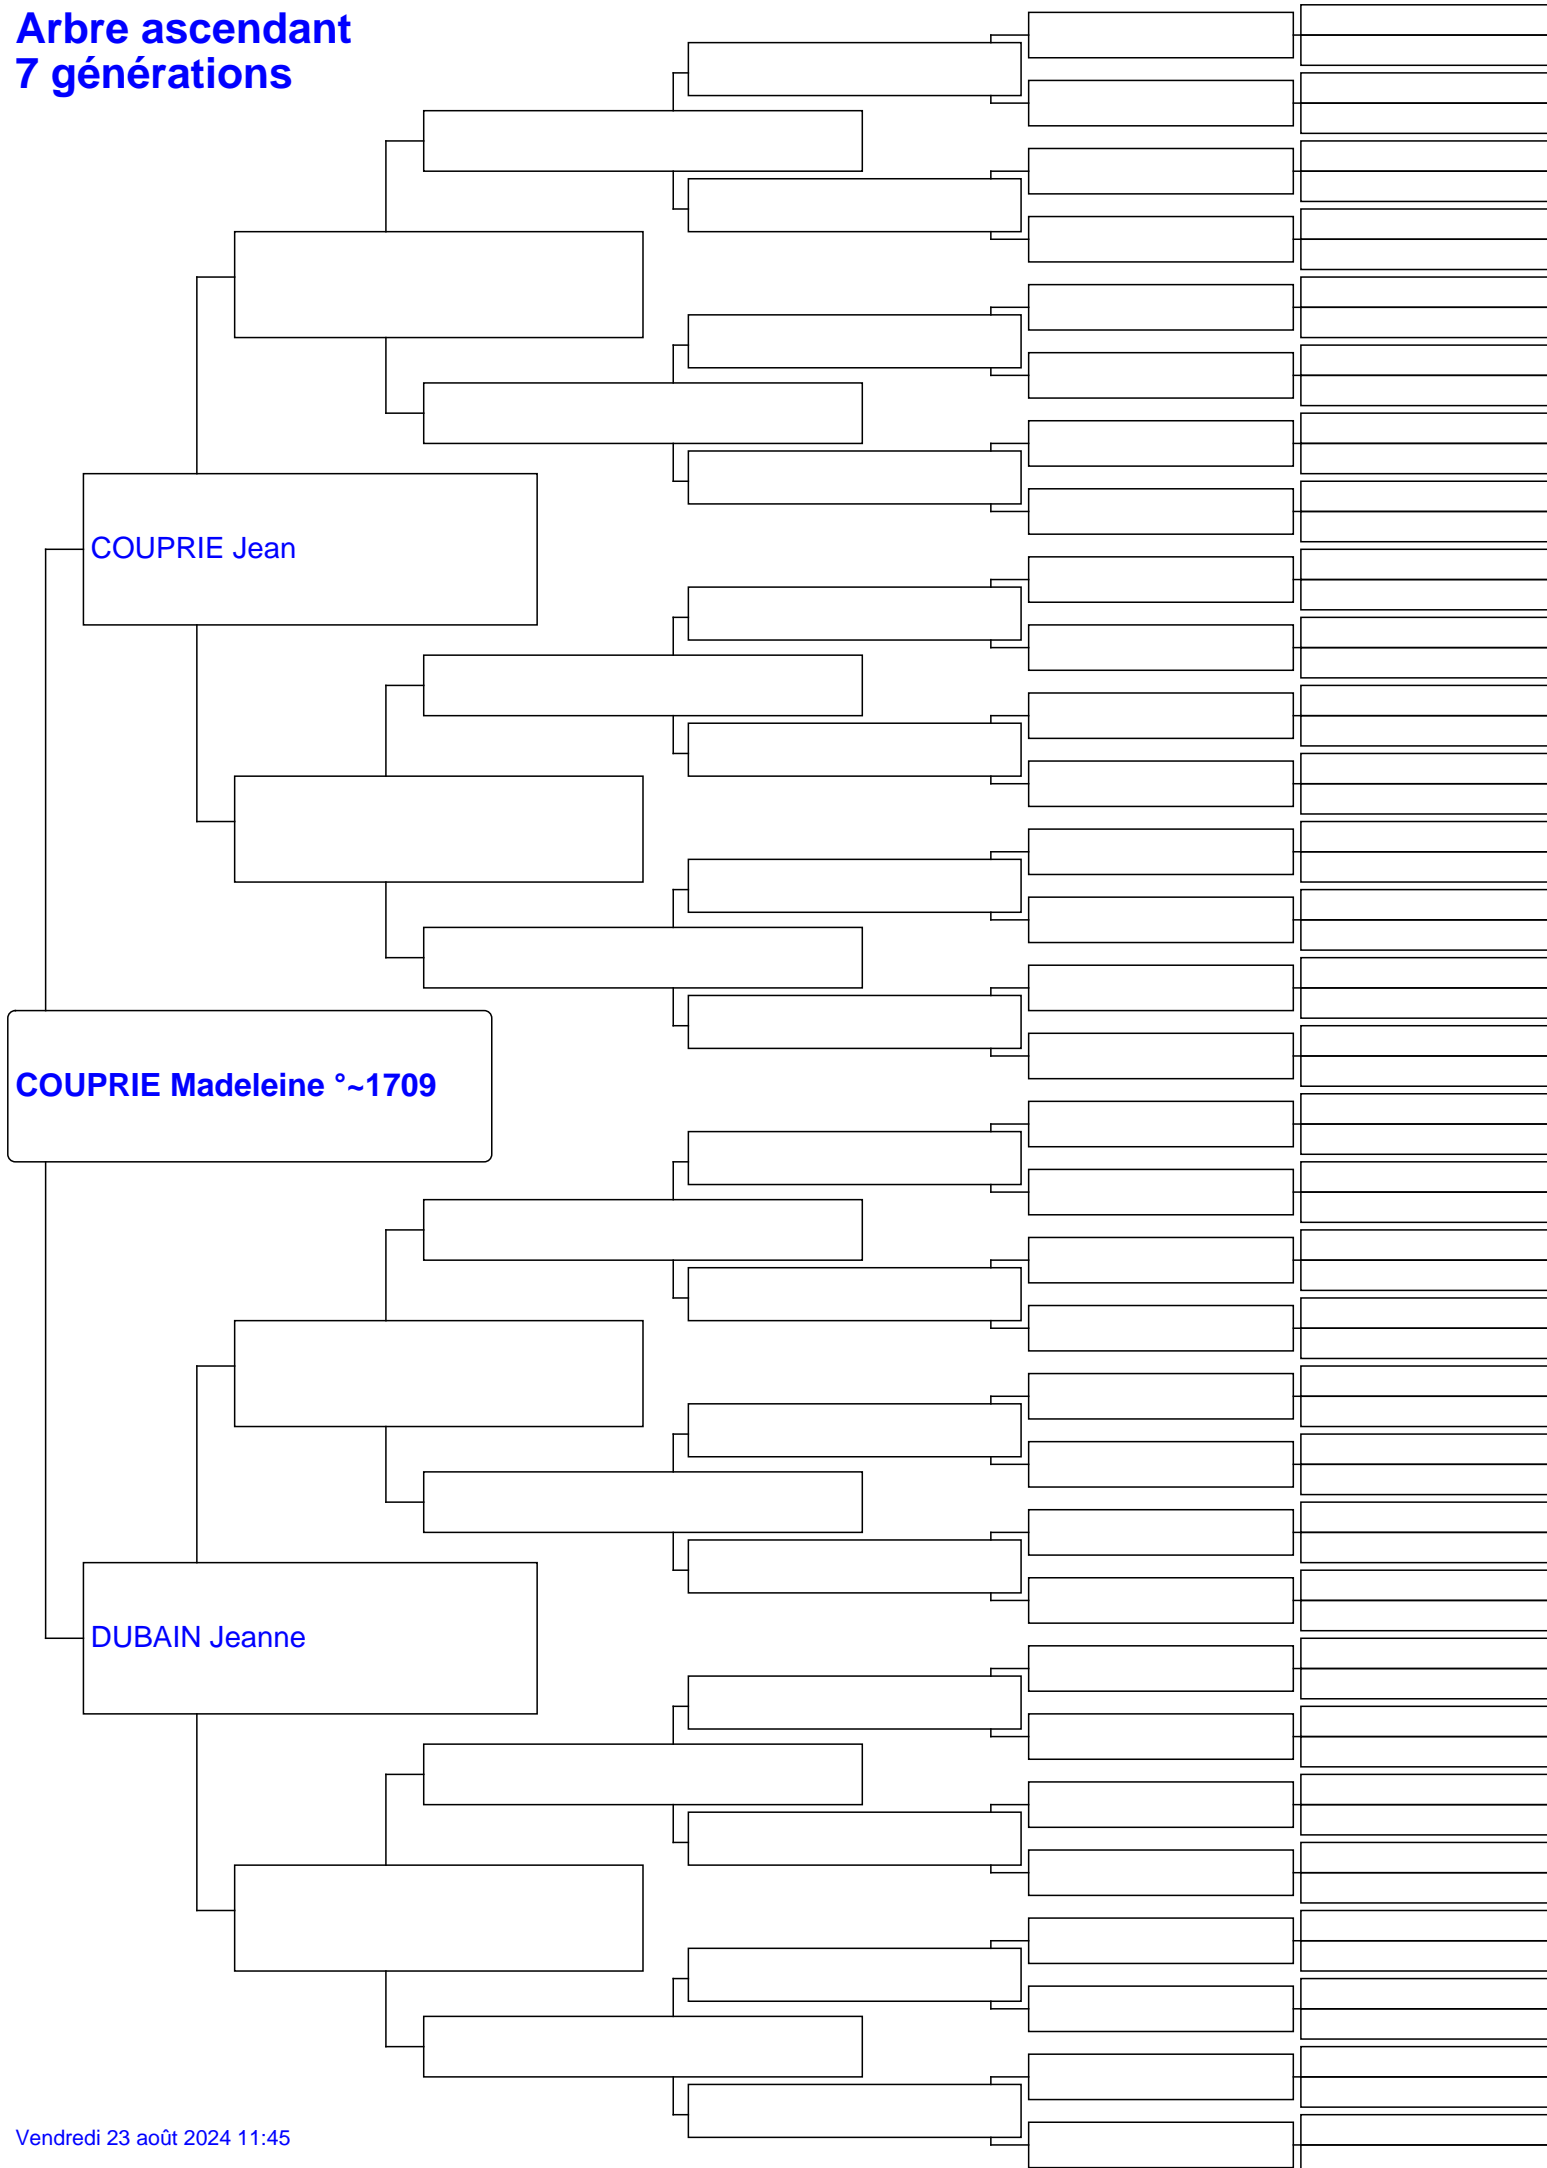 Arbre ascendant
7 générations
COUPRIE Jean
COUPRIE Madeleine °~1709
DUBAIN Jeanne
Vendredi 23 août 2024 11:45